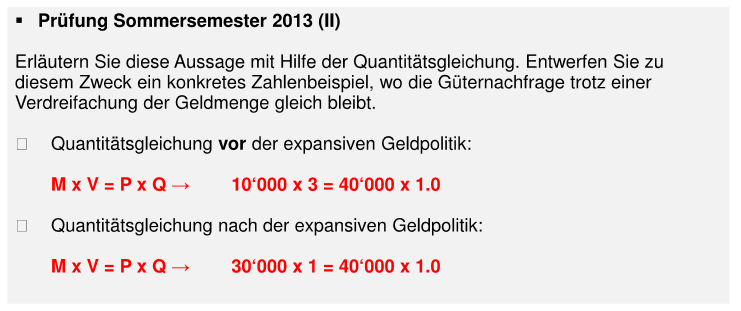 ▪ Prüfung Sommersemester 2013 (II)
Erläutern Sie diese Aussage mit Hilfe der Quantitätsgleichung. Entwerfen Sie zu
diesem Zweck ein konkretes Zahlenbeispiel, wo die Güternachfrage trotz einer
Verdreifachung der Geldmenge gleich bleibt.
Quantitätsgleichung vor der expansiven Geldpolitik:
M x V = P x Q → 10‘000 x 3 = 40‘000 x 1.0
Quantitätsgleichung nach der expansiven Geldpolitik:
M x V = P x Q → 30‘000 x 1 = 40‘000 x 1.0